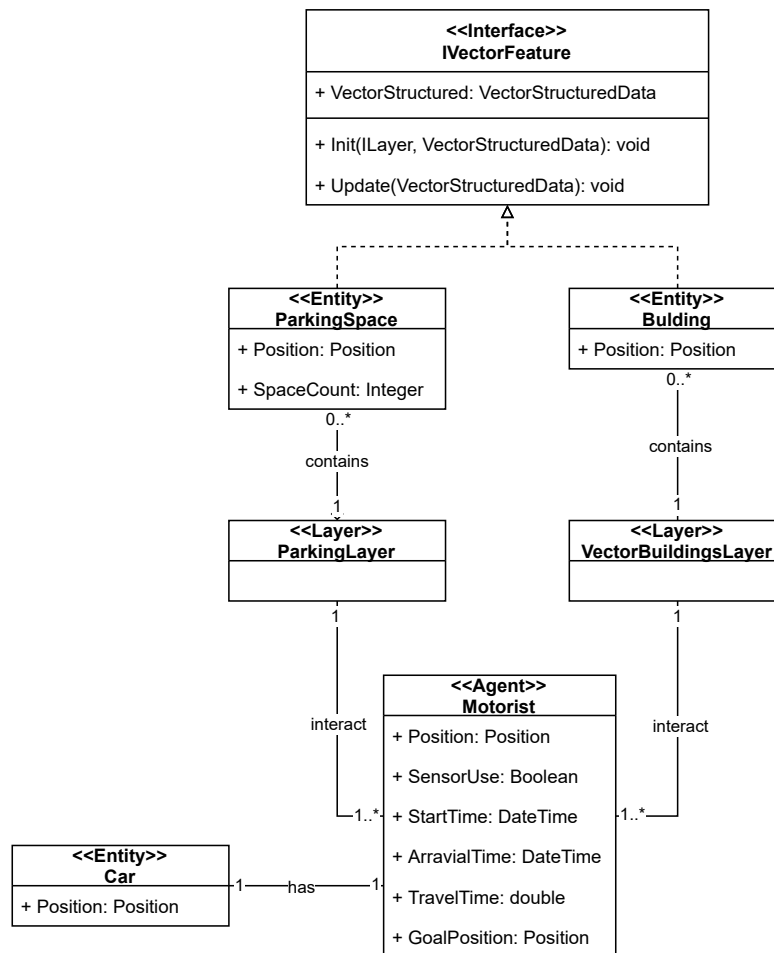 <<Interface>>
IVectorFeature
+ VectorStructured: VectorStructuredData
+ Init(ILayer, VectorStructuredData): void
+ Update(VectorStructuredData): void
<<Entity>>
ParkingSpace
+ Position: Position
+ SpaceCount: Integer
<<Entity>>
Bulding
+ Position: Position
0..*
contains
1
0..*
contains
1
<<Layer>>
ParkingLayer
<<Layer>>
VectorBuildingsLayer
1
interact
1..*
1
interact
1..*
<<Agent>>
Motorist
+ Position: Position
+ SensorUse: Boolean
+ StartTime: DateTime
+ ArravialTime: DateTime
+ TravelTime: double
+ GoalPosition: Position
<<Entity>>
Car
+ Position: Position
1
has
1